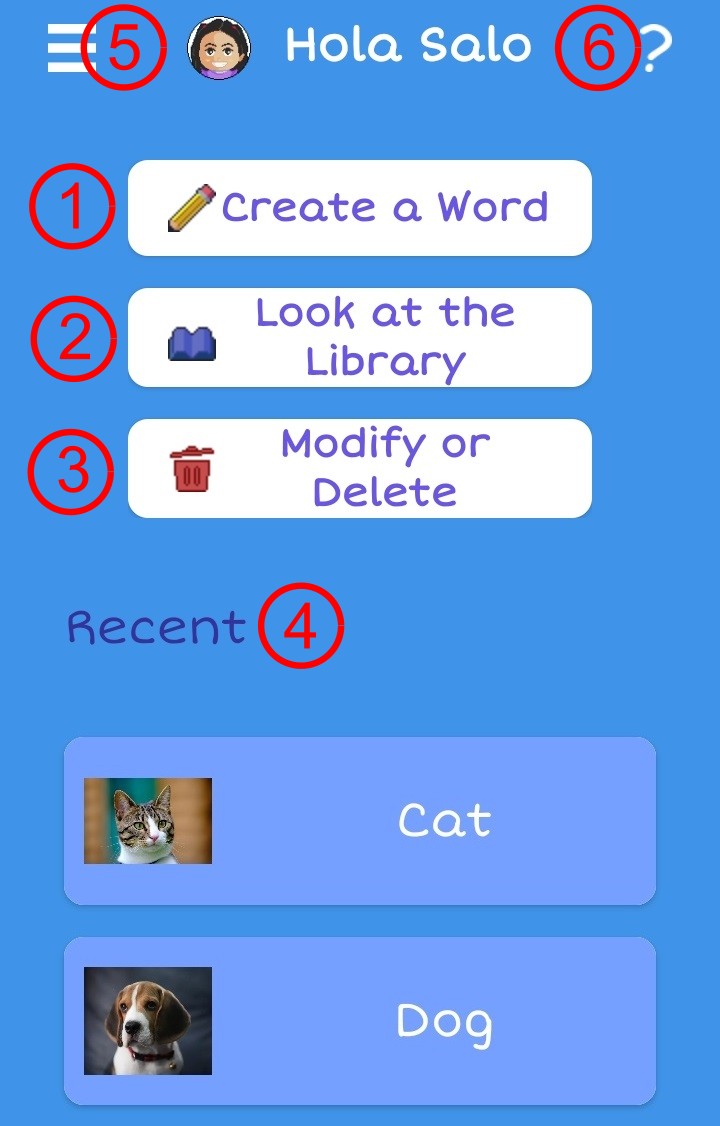 5 Hola Salo 6 ?
1 Create a Word
2 Look at the
Library
3 Modify or
Delete
Recent 4
Cat
Dog